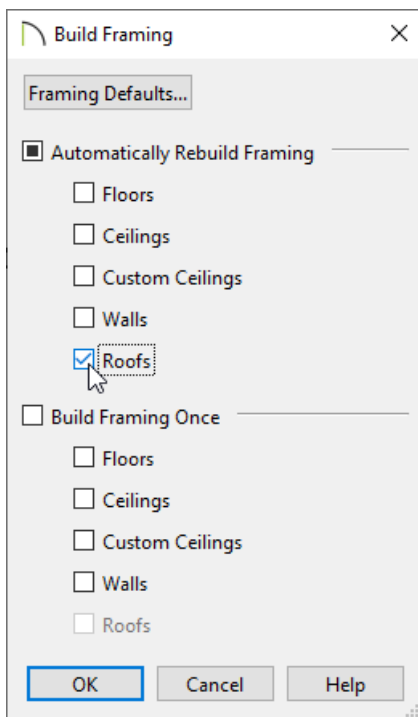 Build Framing
Framing Defaults...
Automatically Rebuild Framing
Floors
Ceilings
Custom Ceilings
Walls
Roofs
Build Framing Once
Floors
Ceilings
Custom Ceilings
Walls
Roofs
OK Cancel Help